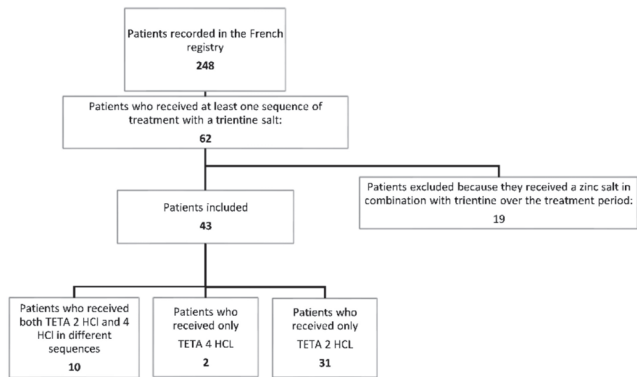 Patients recorded in the French
registry
248
Patients who received at least one sequence of
treatment with a trientine salt:
62
Patients excluded because they received a zinc salt in
combination with trientine over the treatment period:
19
Patients included
43
Patients who received
both TETA 2 HCl and 4
HCl in different
sequences
10
Patients who
received only
TETA 4 HCL
2
Patients who
received only
TETA 2 HCL
31